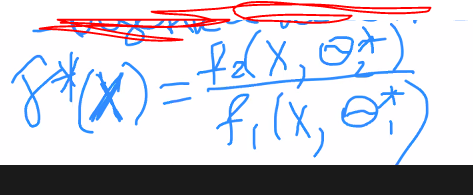 γ*(X) = f₂(X, Θ₂*) / f₁(X, Θ₁*)